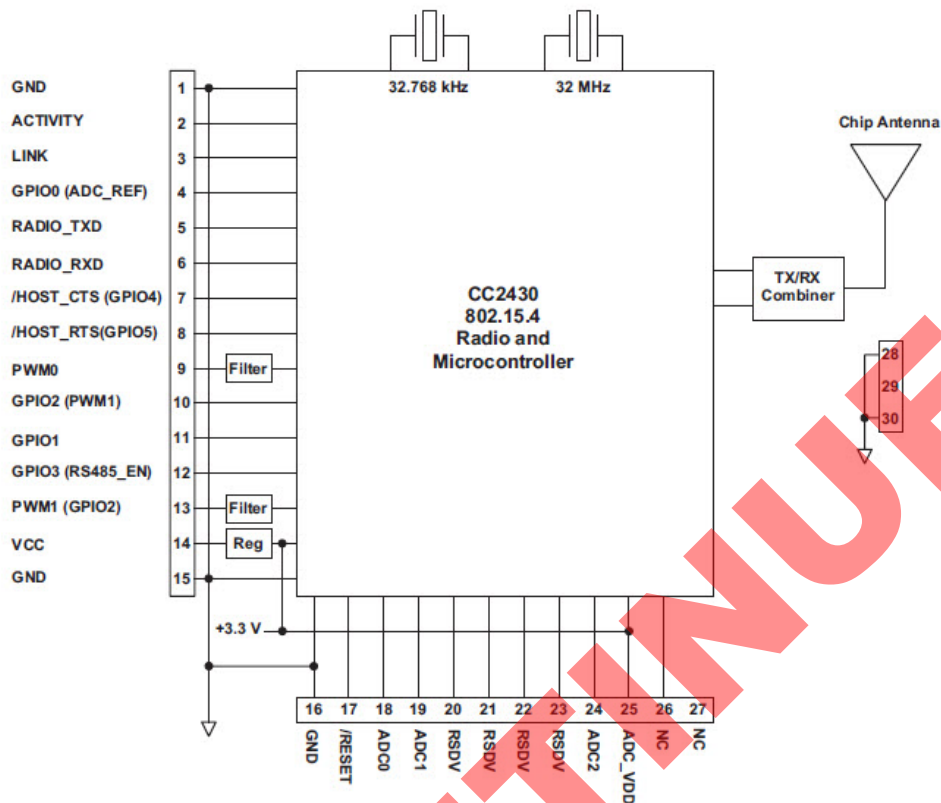 32.768 kHz
32 MHz
Chip Antenna
GND 1
ACTIVITY 2
LINK 3
GPIO0 (ADC_REF) 4
RADIO_TXD 5
RADIO_RXD 6
/HOST_CTS (GPIO4) 7
/HOST_RTS(GPIO5) 8
PWM0 9 Filter
GPIO2 (PWM1) 10
GPIO1 11
GPIO3 (RS485_EN) 12
PWM1 (GPIO2) 13 Filter
VCC 14 Reg
GND 15
CC2430
802.15.4
Radio and
Microcontroller
TX/RX
Combiner
28
29
30
+3.3 V
16 17 18 19 20 21 22 23 24 25 26 27
GND
/RESET
ADC0
ADC1
RSDV
RSDV
RSDV
RSDV
ADC2
ADC_VDD
NC
NC